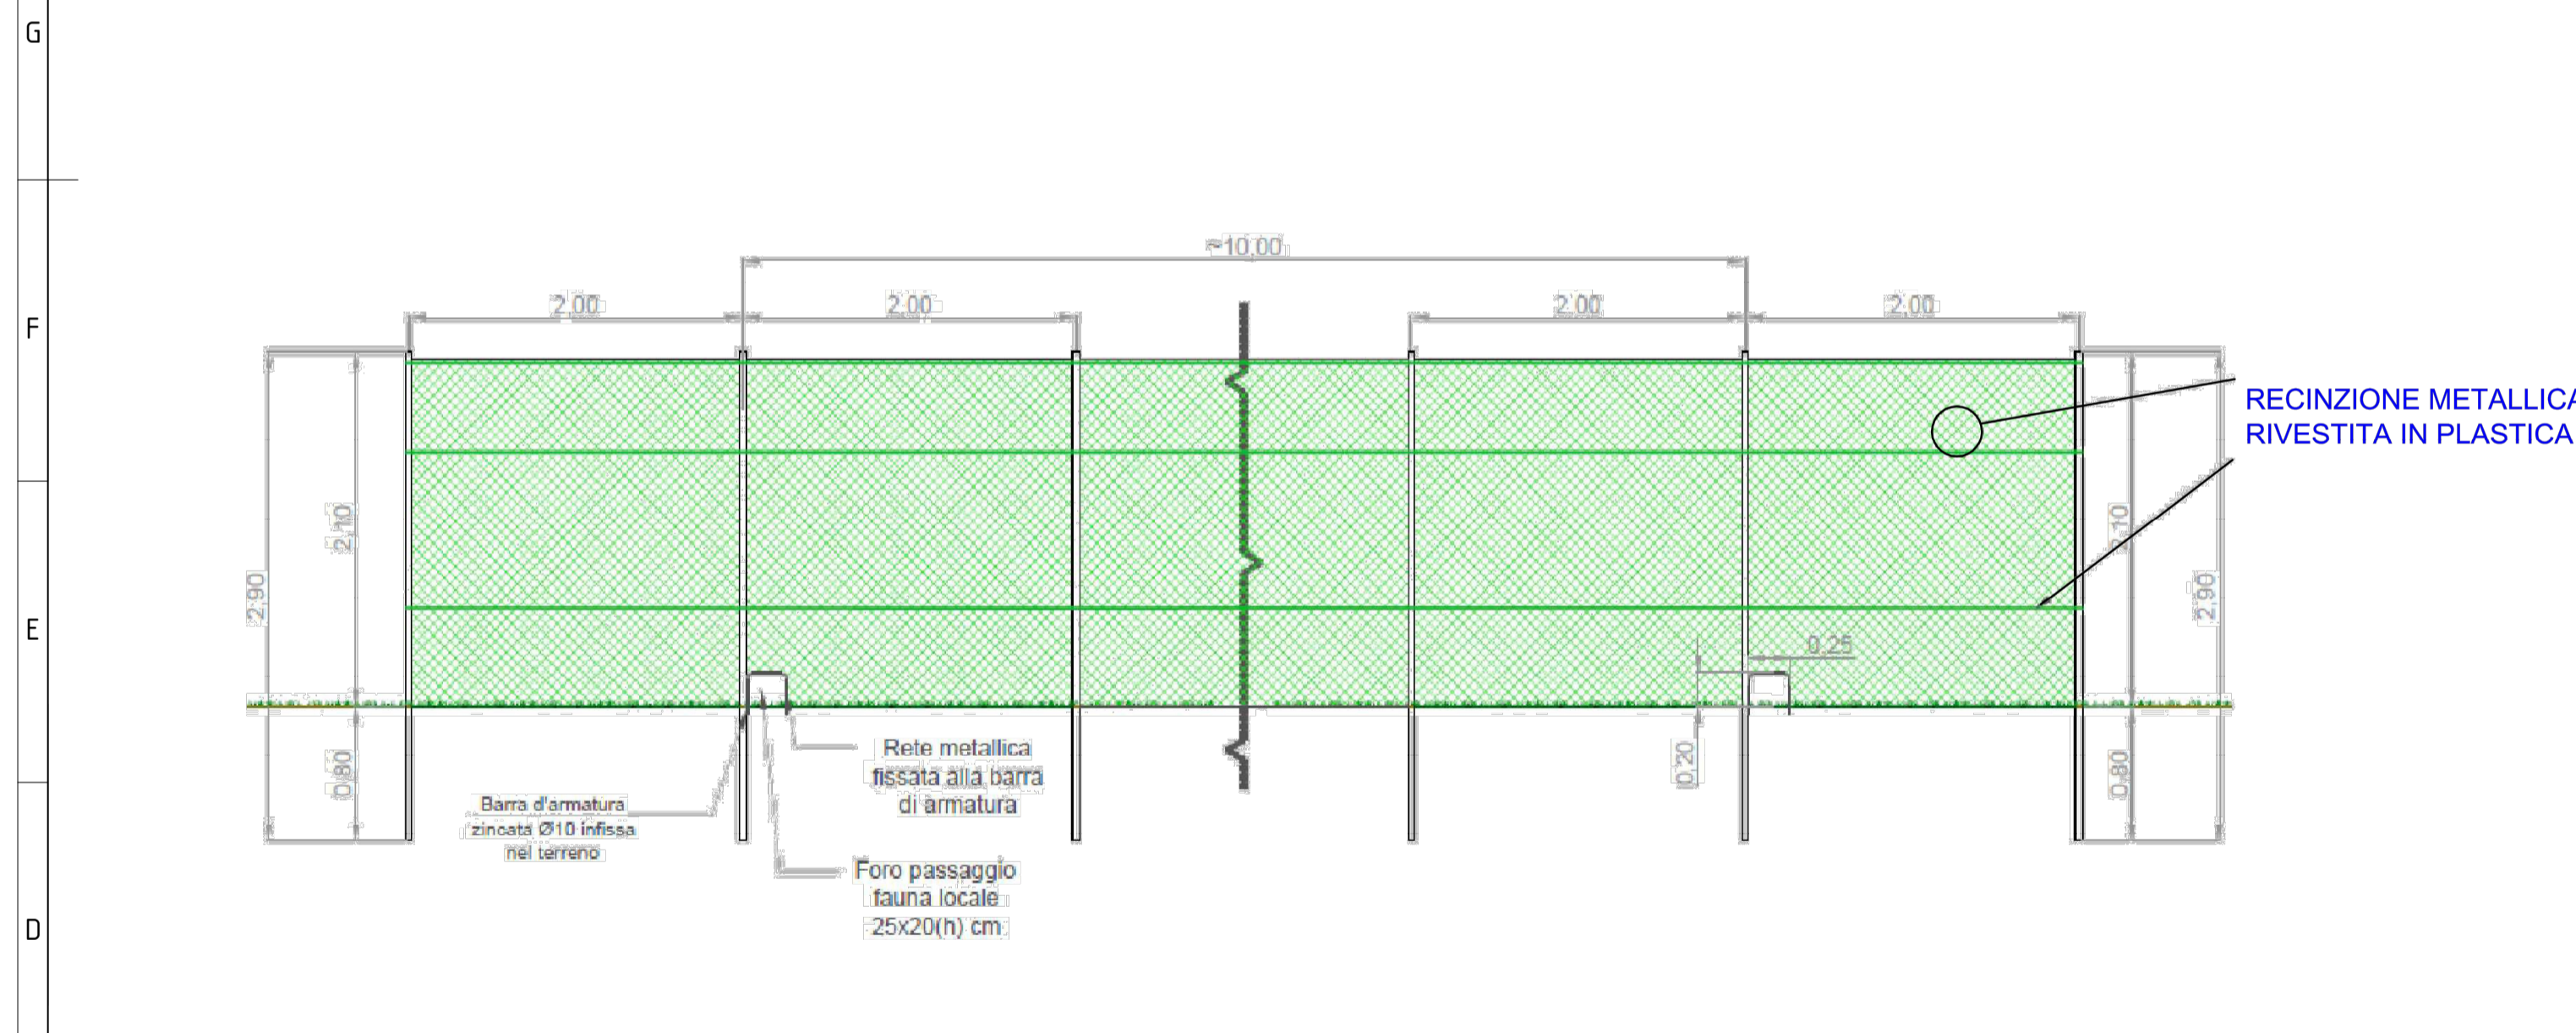 G
~10,00
2,00
2,00
2,00
2,00
F
RECINZIONE METALLICA
RIVESTITA IN PLASTICA
2,10
2,10
2,90
2,90
E
0,25
0,20
0,80
0,80
Rete metallica
fissata alla barra
di armatura
Barra d'armatura
zincata Ø10 infissa
nel terreno
Foro passaggio
fauna locale
25x20(h) cm
D